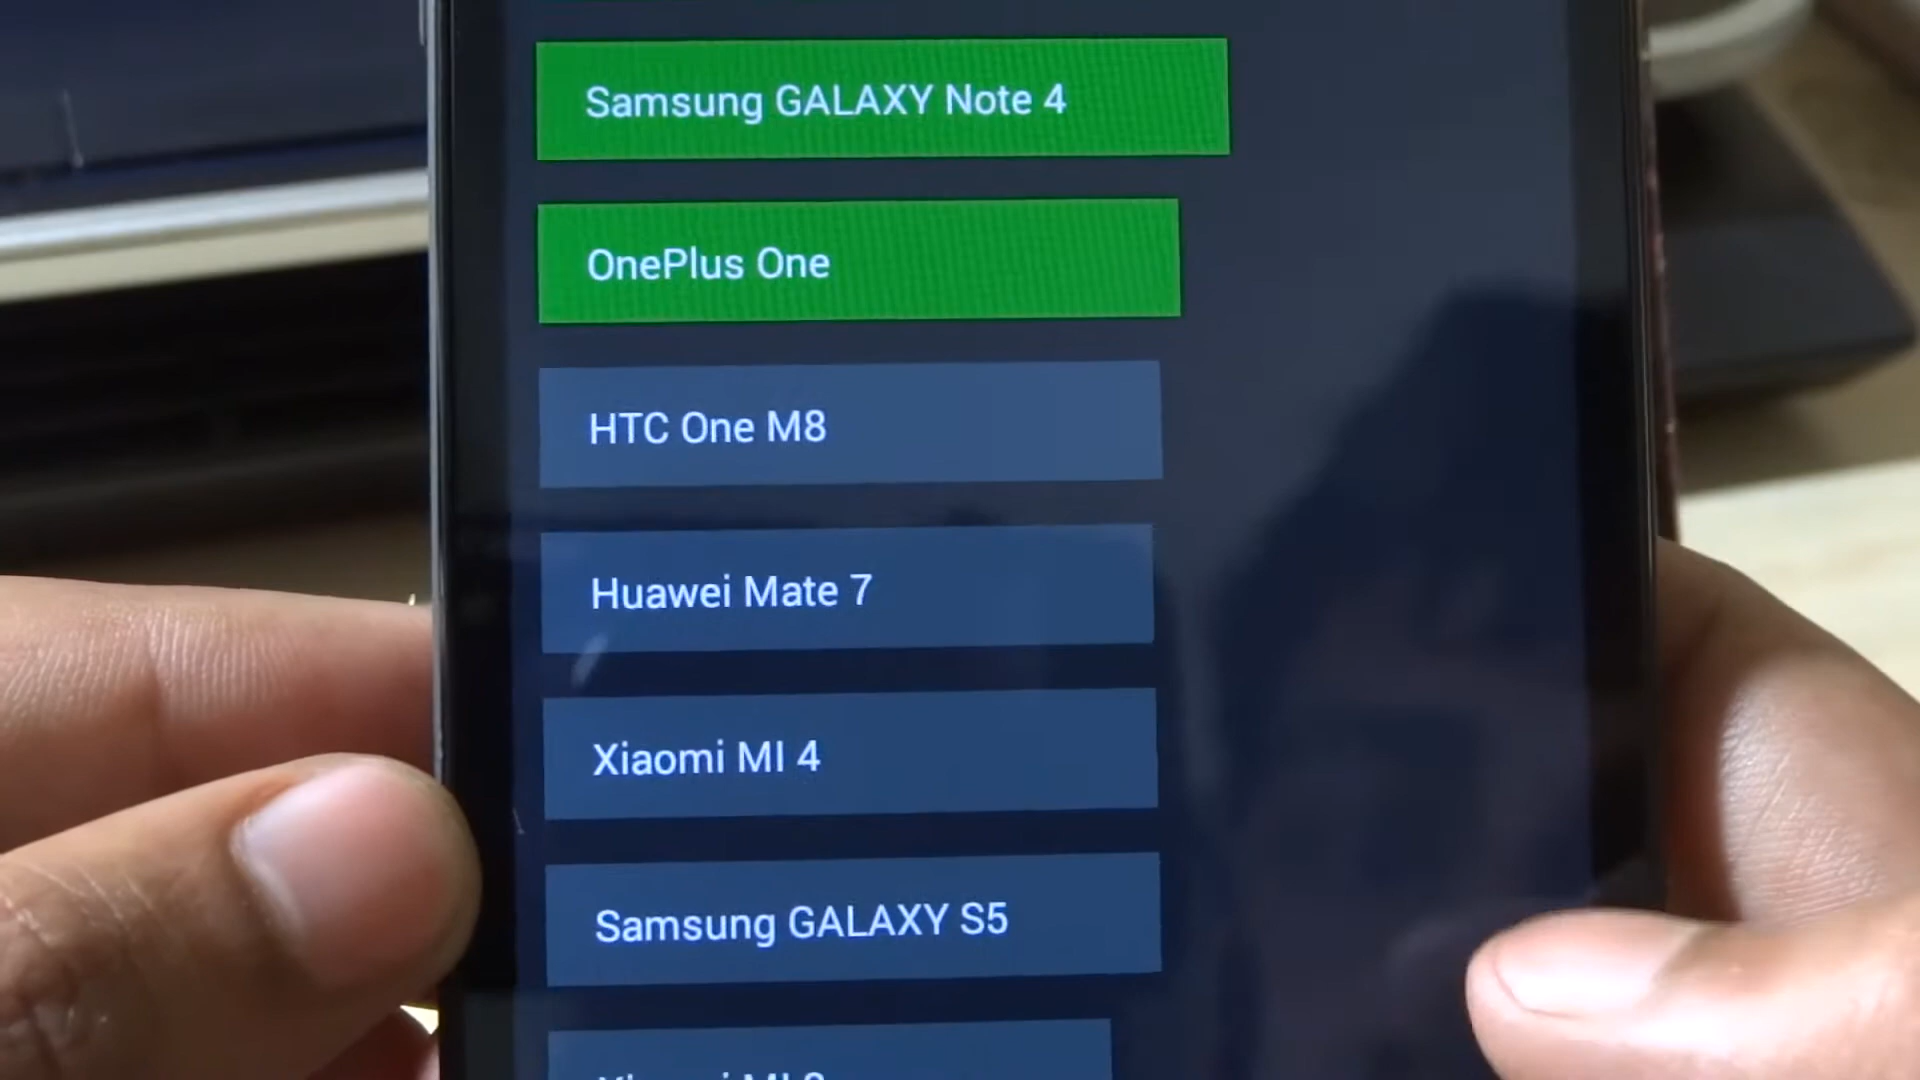 Samsung GALAXY Note 4
OnePlus One
HTC One M8
Huawei Mate 7
Xiaomi MI 4
Samsung GALAXY S5